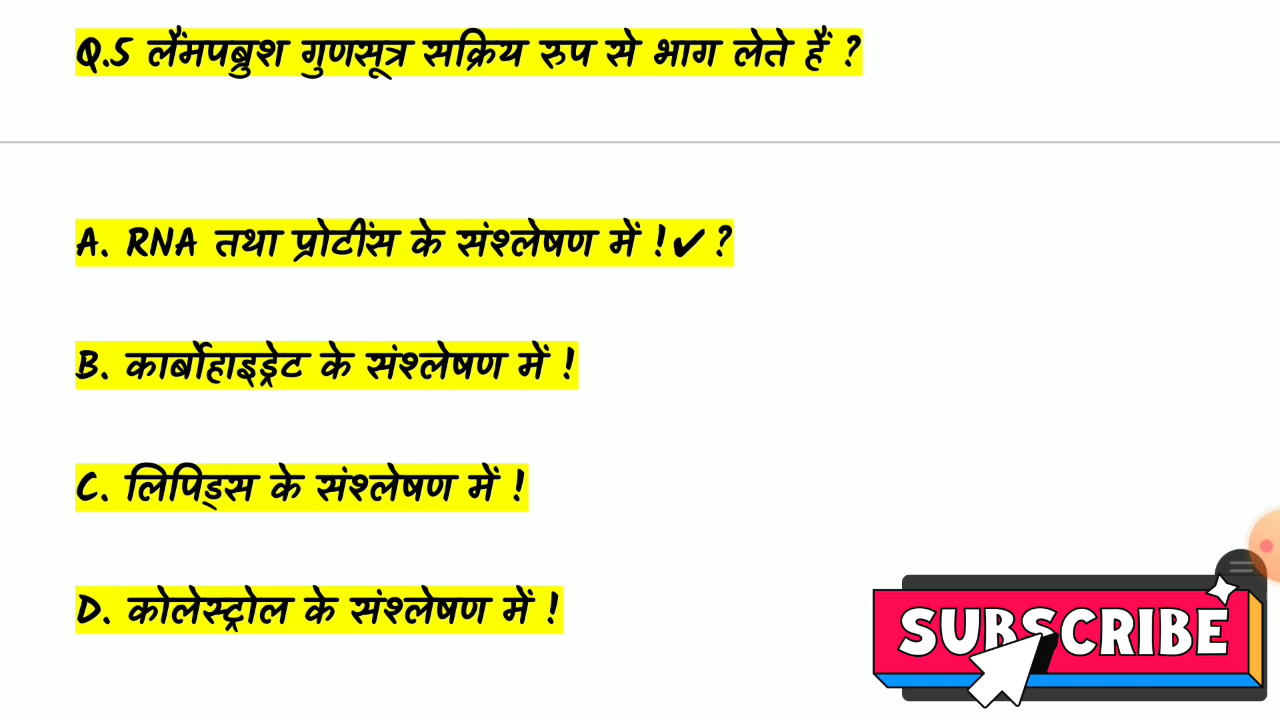 Q.5 लैंमपब्रुश गुणसूत्र सक्रिय रुप से भाग लेते हैं ?
A. RNA तथा प्रोटींस के संश्लेषण में !✔ ?
B. कार्बोहाइड्रेट के संश्लेषण में !
C. लिपिड्स के संश्लेषण में !
D. कोलेस्ट्रोल के संश्लेषण में !
SUBSCRIBE